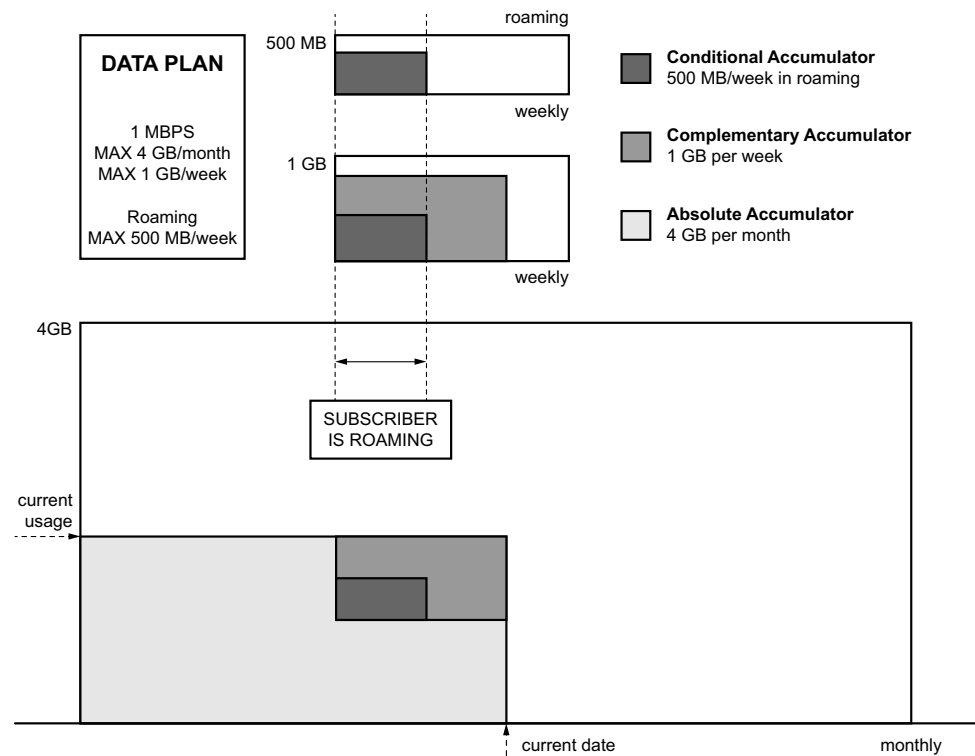 DATA PLAN
1 MBPS
MAX 4 GB/month
MAX 1 GB/week
Roaming
MAX 500 MB/week
roaming
500 MB
weekly
1 GB
weekly
Conditional Accumulator
500 MB/week in roaming
Complementary Accumulator
1 GB per week
Absolute Accumulator
4 GB per month
4GB
SUBSCRIBER
IS ROAMING
current
usage
current date
monthly